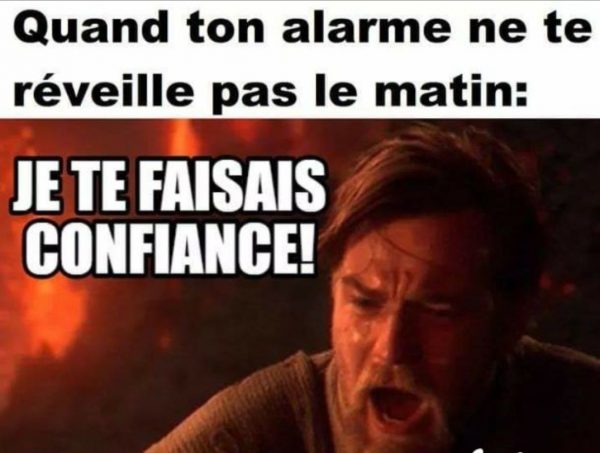 Quand ton alarme ne te
réveille pas le matin:
JE TE FAISAIS
CONFIANCE!